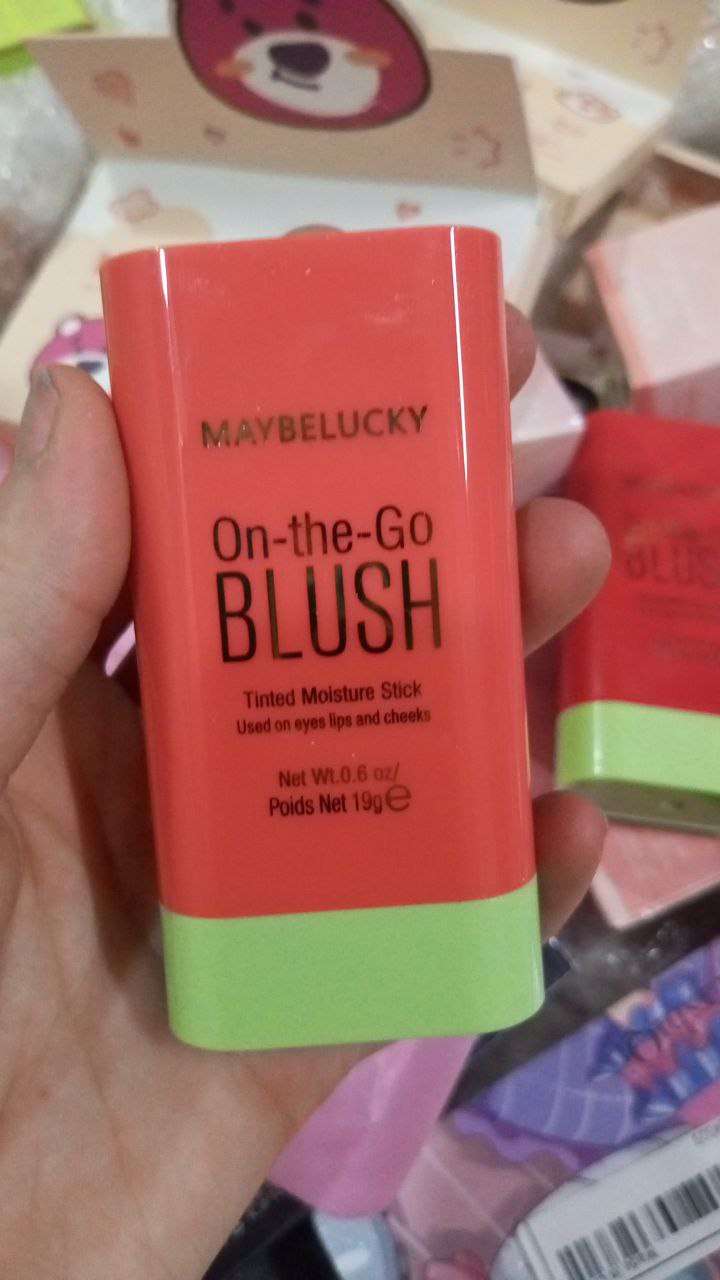 MAYBELUCKY
On-the-Go
BLUSH
Tinted Moisture Stick
Used on eyes lips and cheeks
Net Wt.0.6 oz/
Poids Net 19g℮
BLUS